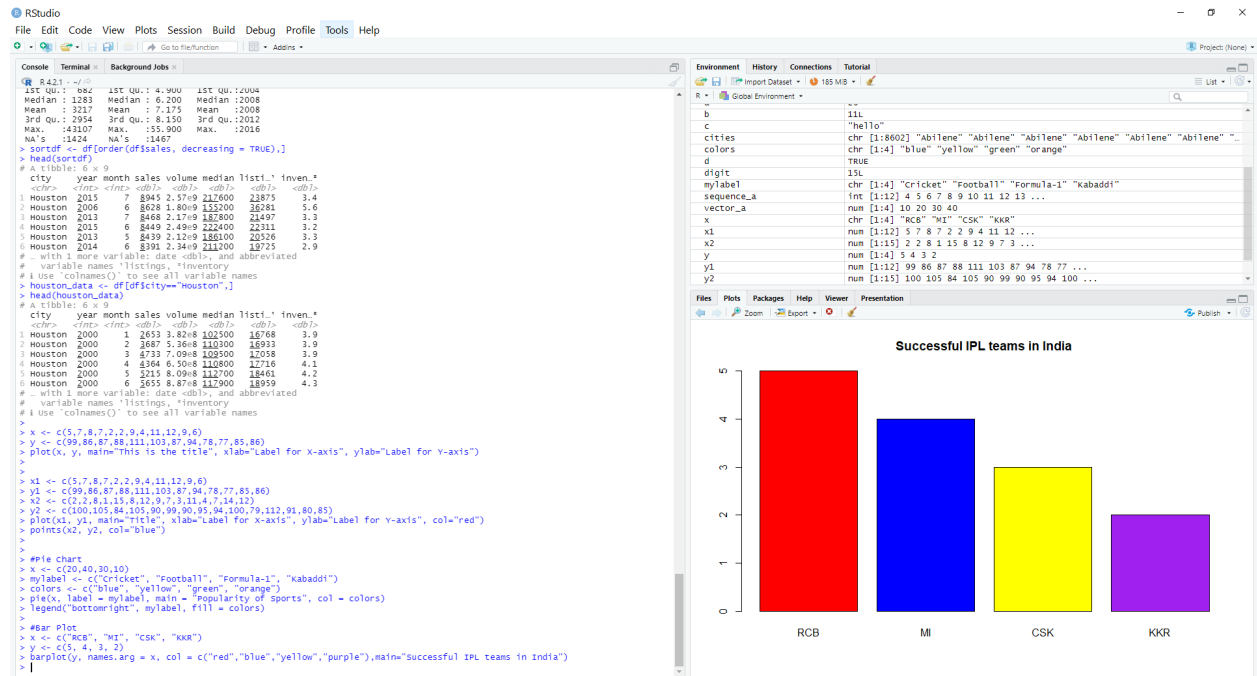 RStudio
File Edit Code View Plots Session Build Debug Profile Tools Help
Go to file/function Addins
Project: (None)
Console Terminal Background Jobs
R 4.2.1 · ~/
1st Qu.: 682 1st Qu.: 4.900 1st Qu.:2004
Median : 1283 Median : 6.200 Median :2008
Mean : 3217 Mean : 7.175 Mean :2008
3rd Qu.: 2954 3rd Qu.: 8.150 3rd Qu.:2012
Max. :43107 Max. :55.900 Max. :2016
NA's :1424 NA's :1467
> sortdf <- df[order(df$sales, decreasing = TRUE),]
> head(sortdf)
# A tibble: 6 × 9
city year month sales volume median listi…¹ inven…²
<chr> <int> <int> <dbl> <dbl> <dbl> <dbl> <dbl>
1 Houston 2015 7 8945 2.57e9 217600 23875 3.4
2 Houston 2006 6 8628 1.80e9 155200 36281 5.6
3 Houston 2013 7 8468 2.17e9 187800 21497 3.3
4 Houston 2015 6 8449 2.49e9 222400 22311 3.2
5 Houston 2013 5 8439 2.12e9 186100 20526 3.3
6 Houston 2014 6 8391 2.34e9 211200 19725 2.9
# … with 1 more variable: date <dbl>, and abbreviated
# variable names ¹listings, ²inventory
# ℹ Use `colnames()` to see all variable names
> houston_data <- df[df$city=="Houston",]
> head(houston_data)
# A tibble: 6 × 9
city year month sales volume median listi…¹ inven…²
<chr> <int> <int> <dbl> <dbl> <dbl> <dbl> <dbl>
1 Houston 2000 1 2653 3.82e8 102500 16768 3.9
2 Houston 2000 2 3687 5.36e8 110300 16933 3.9
3 Houston 2000 3 4733 7.09e8 109500 17058 3.9
4 Houston 2000 4 4364 6.50e8 110800 17716 4.1
5 Houston 2000 5 5215 8.09e8 112700 18461 4.2
6 Houston 2000 6 5655 8.87e8 117900 18959 4.3
# … with 1 more variable: date <dbl>, and abbreviated
# variable names ¹listings, ²inventory
# ℹ Use `colnames()` to see all variable names
>
> x <- c(5,7,8,7,2,2,9,4,11,12,9,6)
> y <- c(99,86,87,88,111,103,87,94,78,77,85,86)
> plot(x, y, main="This is the title", xlab="Label for X-axis", ylab="Label for Y-axis")
>
>
> x1 <- c(5,7,8,7,2,2,9,4,11,12,9,6)
> y1 <- c(99,86,87,88,111,103,87,94,78,77,85,86)
> x2 <- c(2,2,8,1,15,8,12,9,7,3,11,4,7,14,12)
> y2 <- c(100,105,84,105,90,99,90,95,94,100,79,112,91,80,85)
> plot(x1, y1, main="Title", xlab="Label for X-axis", ylab="Label for Y-axis", col="red")
> points(x2, y2, col="blue")
>
>
> #Pie Chart
> x <- c(20,40,30,10)
> mylabel <- c("Cricket", "Football", "Formula-1", "Kabaddi")
> colors <- c("blue", "yellow", "green", "orange")
> pie(x, label = mylabel, main = "Popularity of Sports", col = colors)
> legend("bottomright", mylabel, fill = colors)
>
> #Bar Plot
> x <- c("RCB", "MI", "CSK", "KKR")
> y <- c(5, 4, 3, 2)
> barplot(y, names.arg = x, col = c("red","blue","yellow","purple"),main="Successful IPL teams in India")
>
Environment History Connections Tutorial
Import Dataset 185 MiB List
R Global Environment
b 11L
c "hello"
cities chr [1:8602] "Abilene" "Abilene" "Abilene" "Abilene" "Abilene" "Abilene" "…
colors chr [1:4] "blue" "yellow" "green" "orange"
d TRUE
digit 15L
mylabel chr [1:4] "Cricket" "Football" "Formula-1" "Kabaddi"
sequence_a int [1:12] 4 5 6 7 8 9 10 11 12 13 ...
vector_a num [1:4] 10 20 30 40
x chr [1:4] "RCB" "MI" "CSK" "KKR"
x1 num [1:12] 5 7 8 7 2 2 9 4 11 12 ...
x2 num [1:15] 2 2 8 1 15 8 12 9 7 3 ...
y num [1:4] 5 4 3 2
y1 num [1:12] 99 86 87 88 111 103 87 94 78 77 ...
y2 num [1:15] 100 105 84 105 90 99 90 95 94 100 ...
Files Plots Packages Help Viewer Presentation
Zoom Export Publish
Successful IPL teams in India
5
4
3
2
1
0
RCB MI CSK KKR